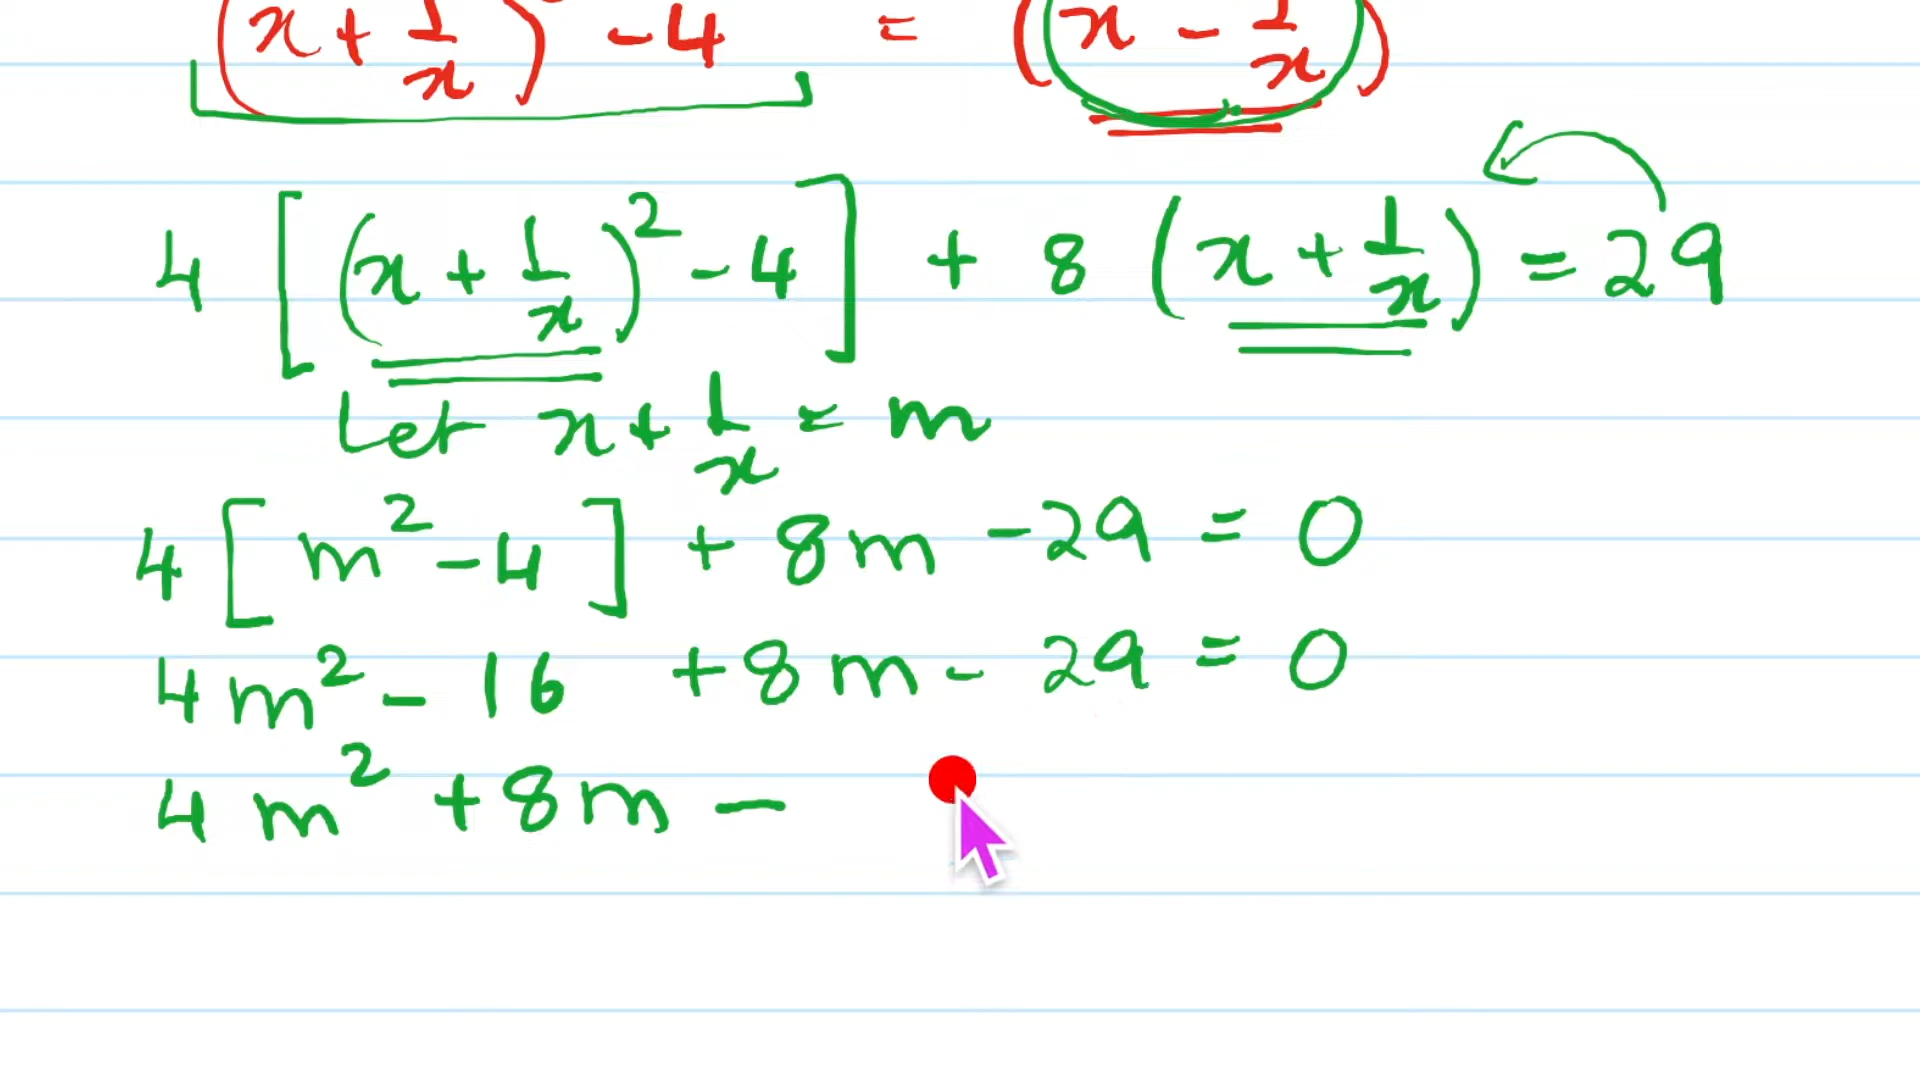 (x + 1/x)² - 4 = (x - 1/x)
4 [(x + 1/x)² - 4] + 8 (x + 1/x) = 29
Let x + 1/x = m
4 [m² - 4] + 8m - 29 = 0
4m² - 16 + 8m - 29 = 0
4m² + 8m -